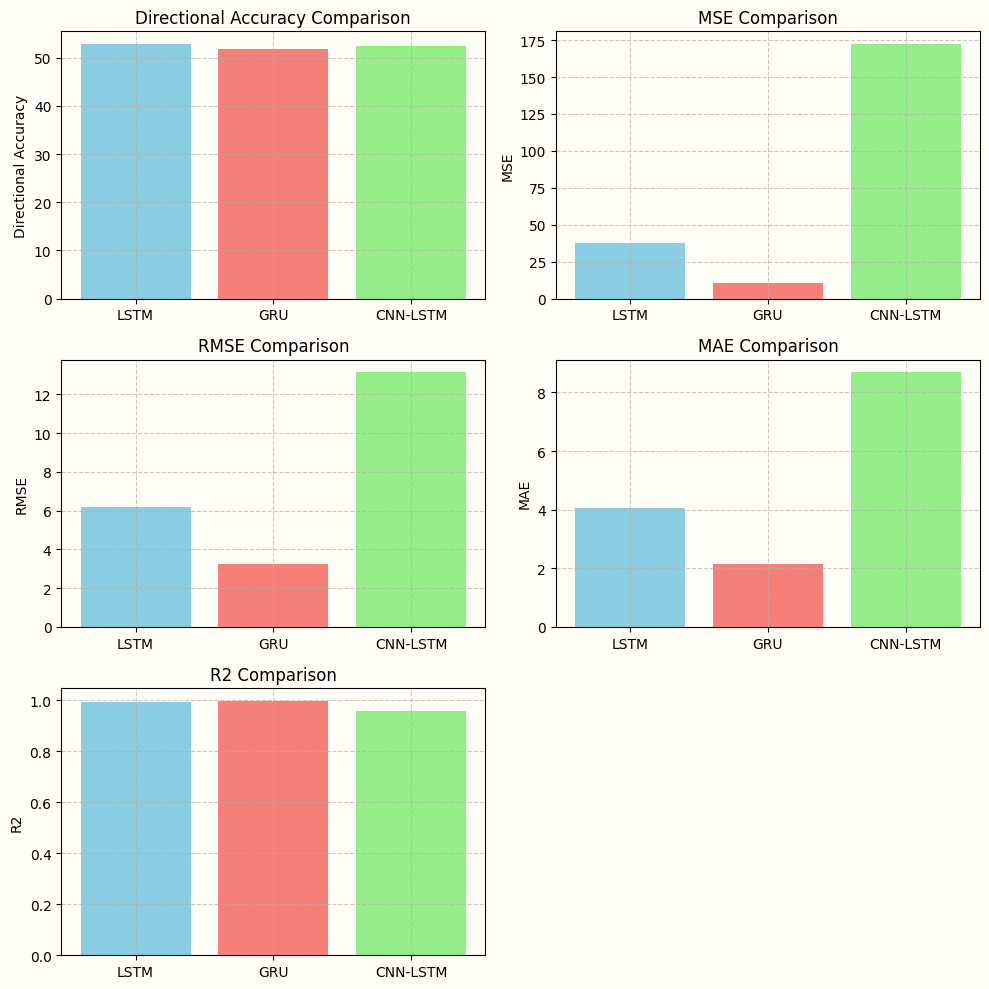 Directional Accuracy Comparison
Directional Accuracy
50
40
30
20
10
0
LSTM GRU CNN-LSTM
MSE Comparison
MSE
175
150
125
100
75
50
25
0
LSTM GRU CNN-LSTM
RMSE Comparison
RMSE
12
10
8
6
4
2
0
LSTM GRU CNN-LSTM
MAE Comparison
MAE
8
6
4
2
0
LSTM GRU CNN-LSTM
R2 Comparison
R2
1.0
0.8
0.6
0.4
0.2
0.0
LSTM GRU CNN-LSTM